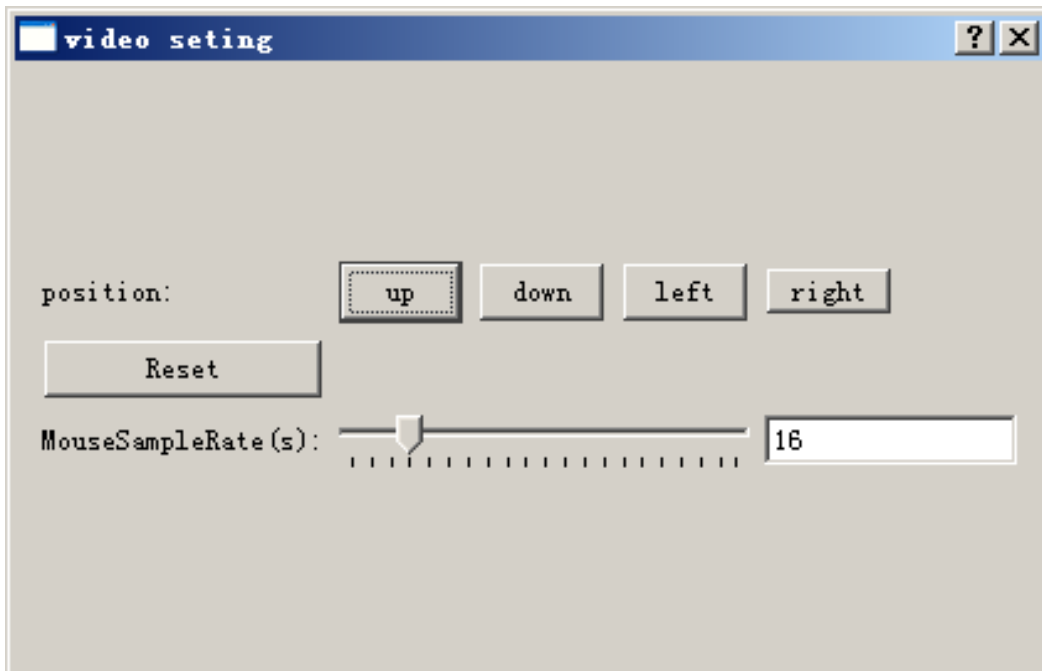 video seting
position: up down left right
Reset
MouseSampleRate(s): 16